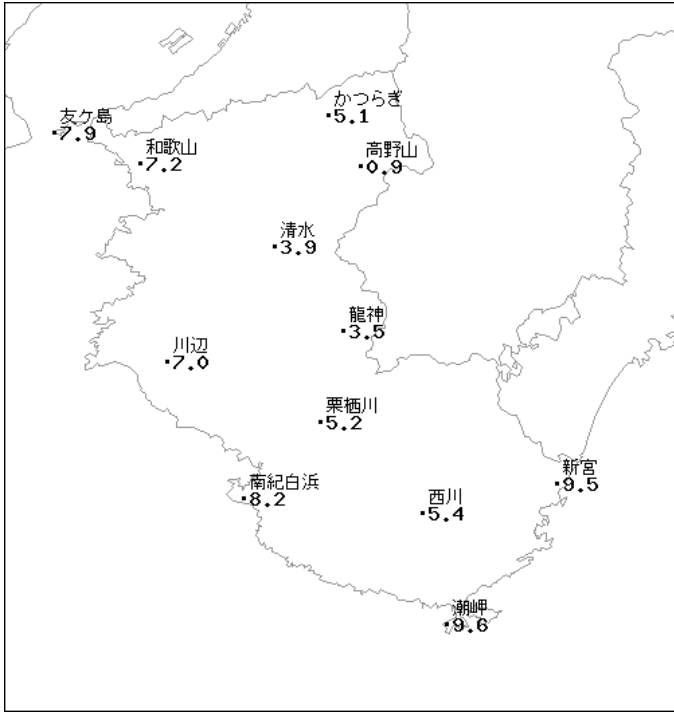 かつらぎ
5.1
友ケ島
7.9
和歌山
7.2
高野山
0.9
清水
3.9
龍神
3.5
川辺
7.0
栗栖川
5.2
新宮
9.5
南紀白浜
8.2
西川
5.4
潮岬
9.6